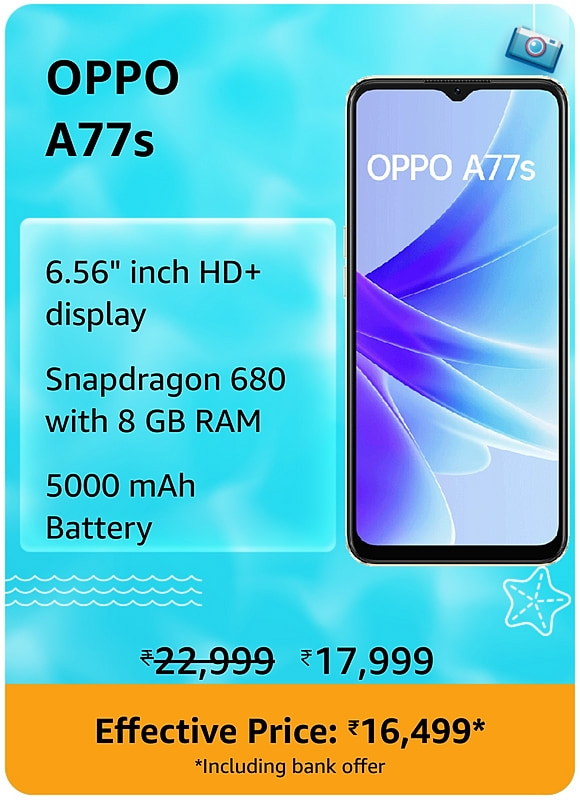 OPPO
A77s
OPPO A77s
6.56" inch HD+
display
Snapdragon 680
with 8 GB RAM
5000 mAh
Battery
₹22,999 ₹17,999
Effective Price: ₹16,499*
*Including bank offer